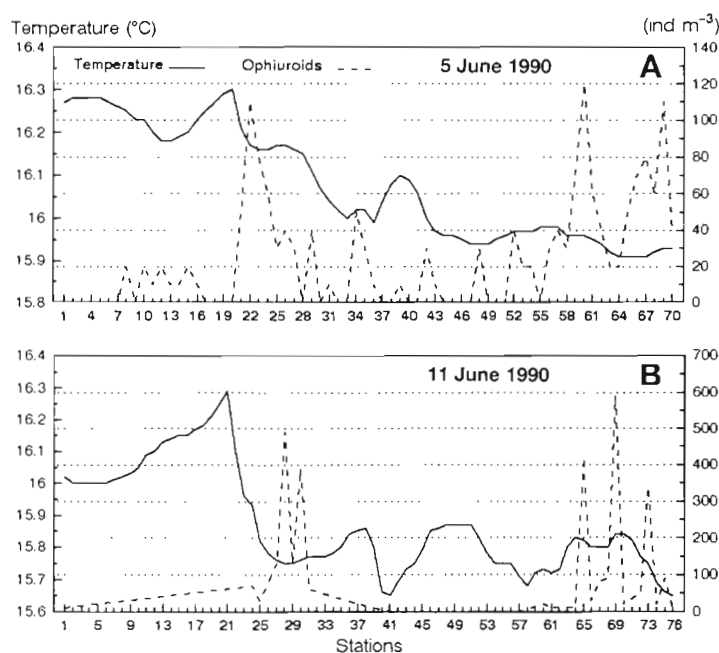 Temperature (°C) (ind m⁻³)
Temperature Ophiuroids 5 June 1990 A
16.4 16.3 16.2 16.1 16 15.9 15.8
140 120 100 80 60 40 20 0
1 4 7 10 13 16 19 22 25 28 31 34 37 40 43 46 49 52 55 58 61 64 67 70
11 June 1990 B
16.4 16.3 16.2 16.1 16 15.9 15.8 15.7 15.6
700 600 500 400 300 200 100 0
1 5 9 13 17 21 25 29 33 37 41 45 49 53 57 61 65 69 73 76
Stations